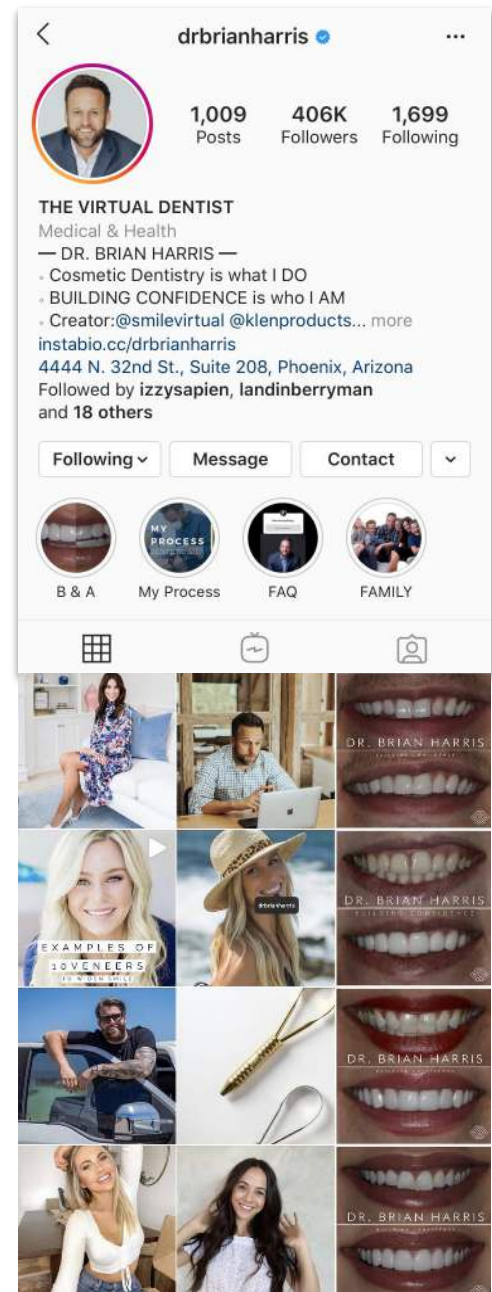 drbrianharris
1,009 406K 1,699
Posts Followers Following
THE VIRTUAL DENTIST
Medical & Health
— DR. BRIAN HARRIS —
• Cosmetic Dentistry is what I DO
• BUILDING CONFIDENCE is who I AM
• Creator:@smilevirtual @klenproducts... more
instabio.cc/drbrianharris
4444 N. 32nd St., Suite 208, Phoenix, Arizona
Followed by izzysapien, landinberryman
and 18 others
Following Message Contact
MY
PROCESS
B & A My Process FAQ FAMILY
DR. BRIAN HARRIS
EXAMPLES OF
10 VENEERS
TO WIDEN SMILE
drbrianharris
DR. BRIAN HARRIS
BUILDING CONFIDENCE
DR. BRIAN HARRIS
DR. BRIAN HARRIS